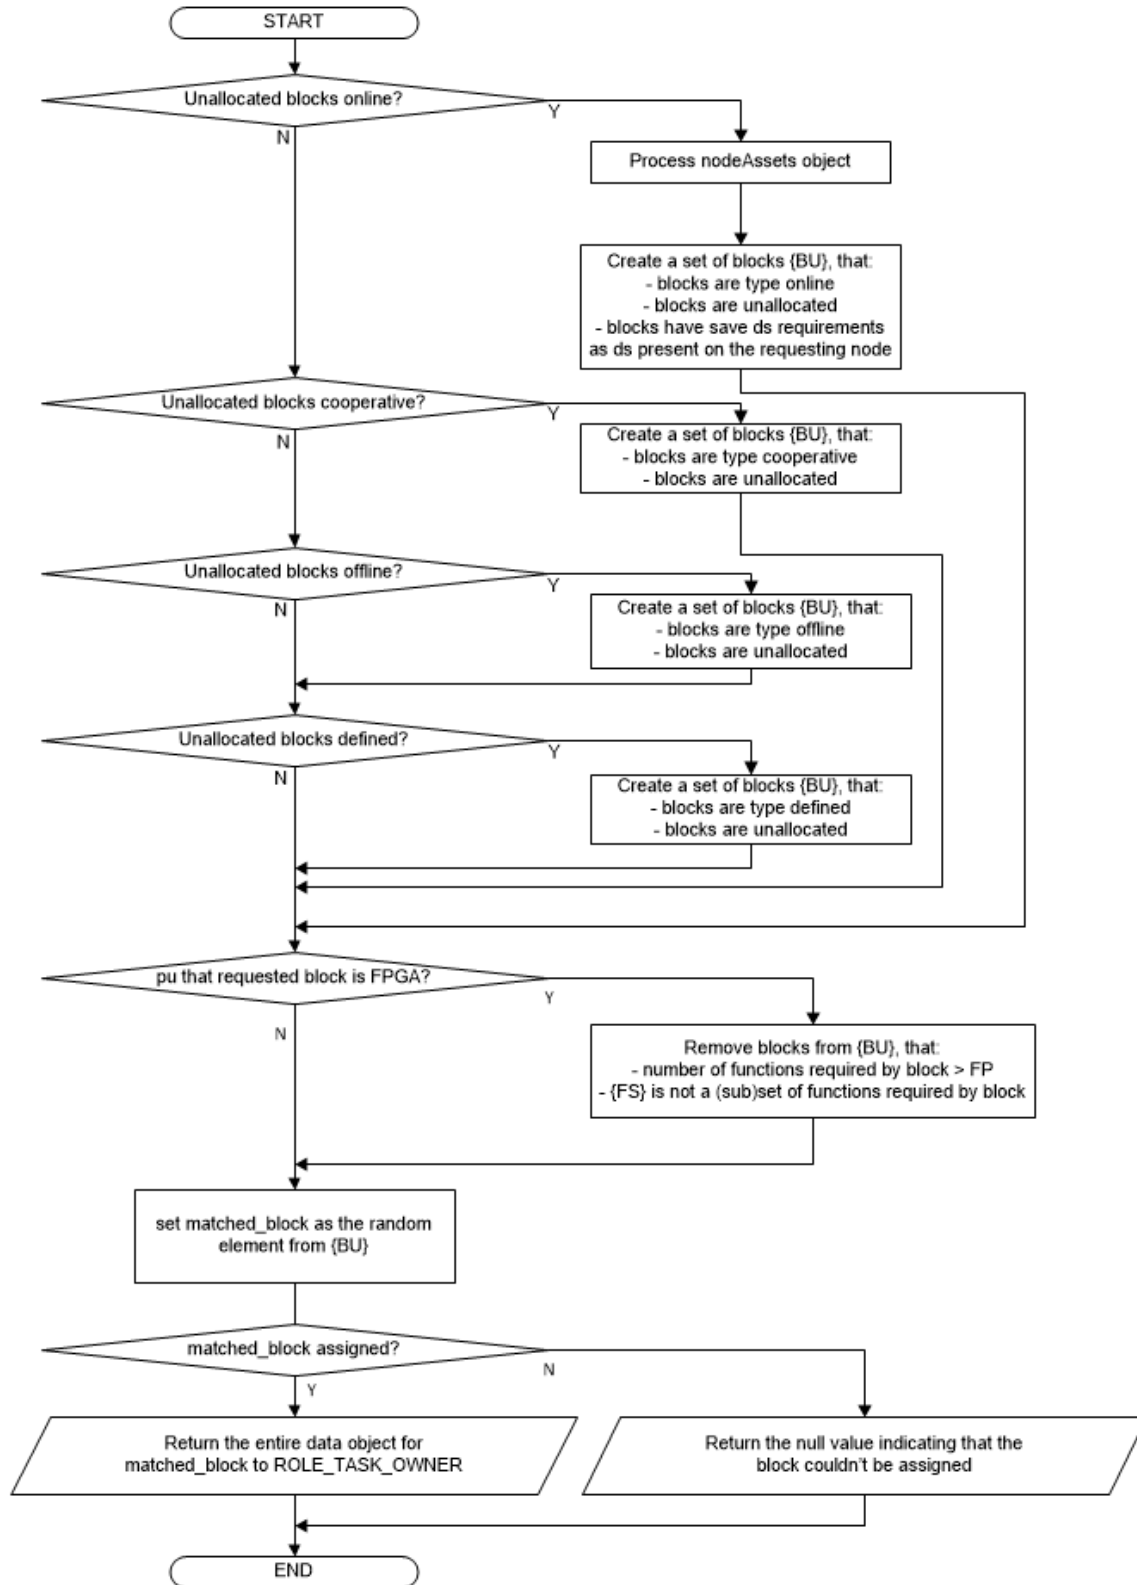 START
Unallocated blocks online?
Y
N
Process nodeAssets object
Create a set of blocks {BU}, that:
- blocks are type online
- blocks are unallocated
- blocks have save ds requirements
as ds present on the requesting node
Unallocated blocks cooperative?
Y
N
Create a set of blocks {BU}, that:
- blocks are type cooperative
- blocks are unallocated
Unallocated blocks offline?
Y
N
Create a set of blocks {BU}, that:
- blocks are type offline
- blocks are unallocated
Unallocated blocks defined?
Y
N
Create a set of blocks {BU}, that:
- blocks are type defined
- blocks are unallocated
pu that requested block is FPGA?
Y
N
Remove blocks from {BU}, that:
- number of functions required by block > FP
- {FS} is not a (sub)set of functions required by block
set matched_block as the random
element from {BU}
matched_block assigned?
N
Y
Return the entire data object for
matched_block to ROLE_TASK_OWNER
Return the null value indicating that the
block couldn't be assigned
END